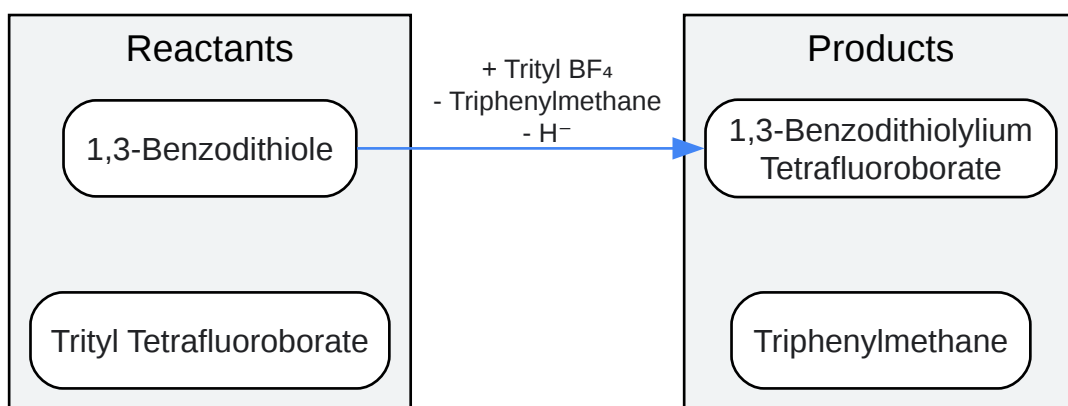 Reactants
1,3-Benzodithiole
Trityl Tetrafluoroborate
+ Trityl BF₄
- Triphenylmethane
- H⁻
Products
1,3-Benzodithiolylium
Tetrafluoroborate
Triphenylmethane